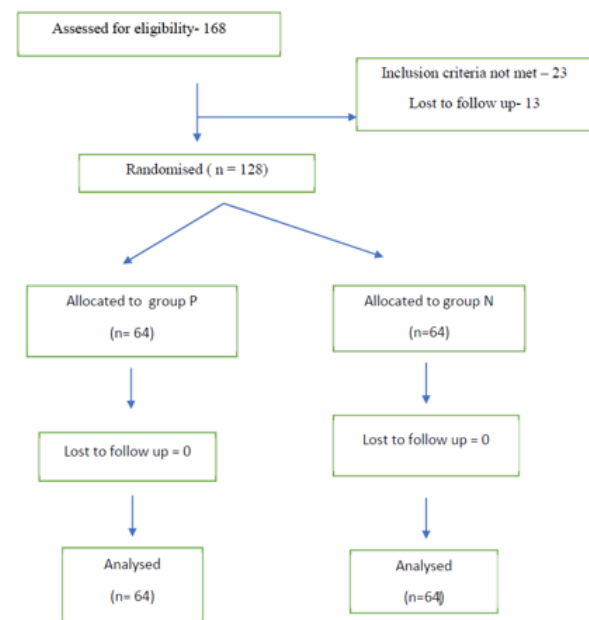 Assessed for eligibility- 168
Inclusion criteria not met – 23
Lost to follow up- 13
Randomised ( n = 128)
Allocated to group P
(n= 64)
Allocated to group N
(n=64)
Lost to follow up = 0
Lost to follow up = 0
Analysed
(n= 64)
Analysed
(n=64)